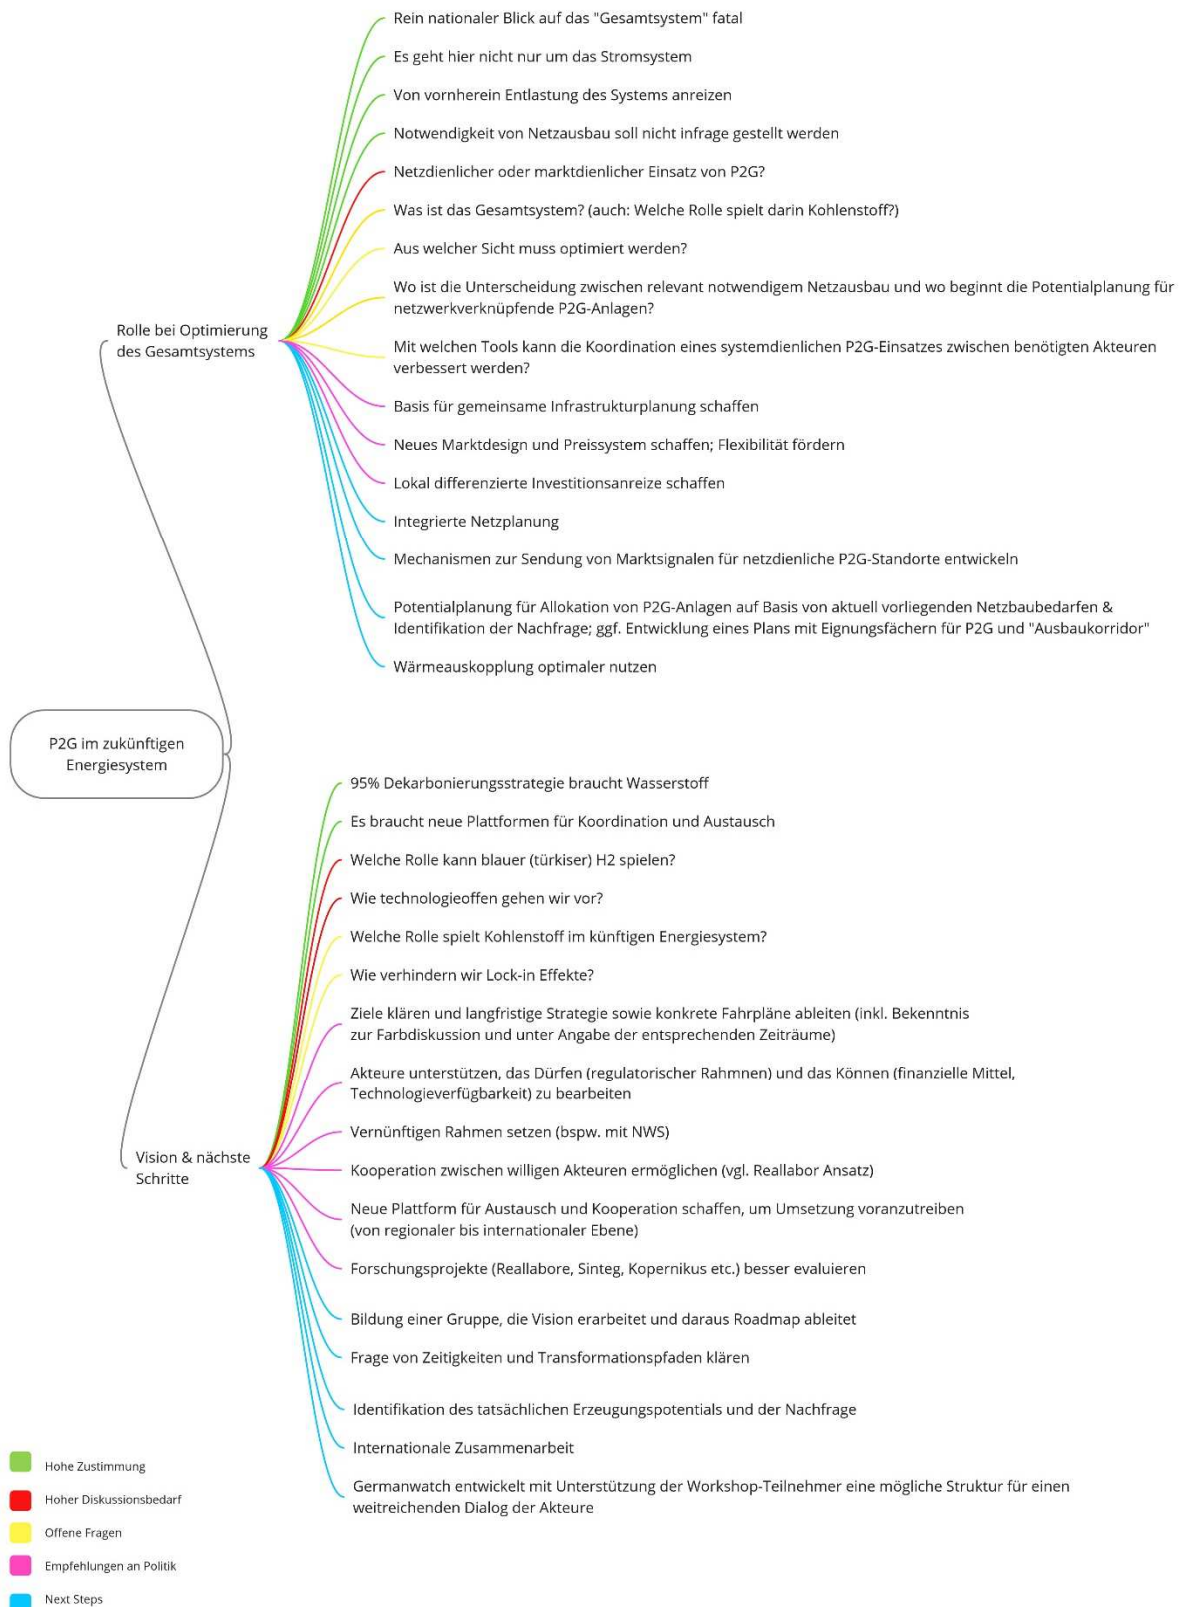 Rein nationaler Blick auf das "Gesamtsystem" fatal
Es geht hier nicht nur um das Stromsystem
Von vornherein Entlastung des Systems anreizen
Notwendigkeit von Netzausbau soll nicht infrage gestellt werden
Netzdienlicher oder marktdienlicher Einsatz von P2G?
Was ist das Gesamtsystem? (auch: Welche Rolle spielt darin Kohlenstoff?)
Aus welcher Sicht muss optimiert werden?
Wo ist die Unterscheidung zwischen relevant notwendigem Netzausbau und wo beginnt die Potentialplanung für
netzwerkverknüpfende P2G-Anlagen?
Rolle bei Optimierung
des Gesamtsystems
Mit welchen Tools kann die Koordination eines systemdienlichen P2G-Einsatzes zwischen benötigten Akteuren
verbessert werden?
Basis für gemeinsame Infrastrukturplanung schaffen
Neues Marktdesign und Preissystem schaffen; Flexibilität fördern
Lokal differenzierte Investitionsanreize schaffen
Integrierte Netzplanung
Mechanismen zur Sendung von Marktsignalen für netzdienliche P2G-Standorte entwickeln
Potentialplanung für Allokation von P2G-Anlagen auf Basis von aktuell vorliegenden Netzbaubedarfen &
Identifikation der Nachfrage; ggf. Entwicklung eines Plans mit Eignungsfächern für P2G und "Ausbaukorridor"
Wärmeauskopplung optimaler nutzen
P2G im zukünftigen
Energiesystem
95% Dekarbonierungsstrategie braucht Wasserstoff
Es braucht neue Plattformen für Koordination und Austausch
Welche Rolle kann blauer (türkiser) H2 spielen?
Wie technologieoffen gehen wir vor?
Welche Rolle spielt Kohlenstoff im künftigen Energiesystem?
Wie verhindern wir Lock-in Effekte?
Ziele klären und langfristige Strategie sowie konkrete Fahrpläne ableiten (inkl. Bekenntnis
zur Farbdiskussion und unter Angabe der entsprechenden Zeiträume)
Akteure unterstützen, das Dürfen (regulatorischer Rahmnen) und das Können (finanzielle Mittel,
Technologieverfügbarkeit) zu bearbeiten
Vernünftigen Rahmen setzen (bspw. mit NWS)
Vision & nächste
Schritte
Kooperation zwischen willigen Akteuren ermöglichen (vgl. Reallabor Ansatz)
Neue Plattform für Austausch und Kooperation schaffen, um Umsetzung voranzutreiben
(von regionaler bis internationaler Ebene)
Forschungsprojekte (Reallabore, Sinteg, Kopernikus etc.) besser evaluieren
Bildung einer Gruppe, die Vision erarbeitet und daraus Roadmap ableitet
Frage von Zeitigkeiten und Transformationspfaden klären
Identifikation des tatsächlichen Erzeugungspotentials und der Nachfrage
Internationale Zusammenarbeit
Germanwatch entwickelt mit Unterstützung der Workshop-Teilnehmer eine mögliche Struktur für einen
weitreichenden Dialog der Akteure
Hohe Zustimmung
Hoher Diskussionsbedarf
Offene Fragen
Empfehlungen an Politik
Next Steps